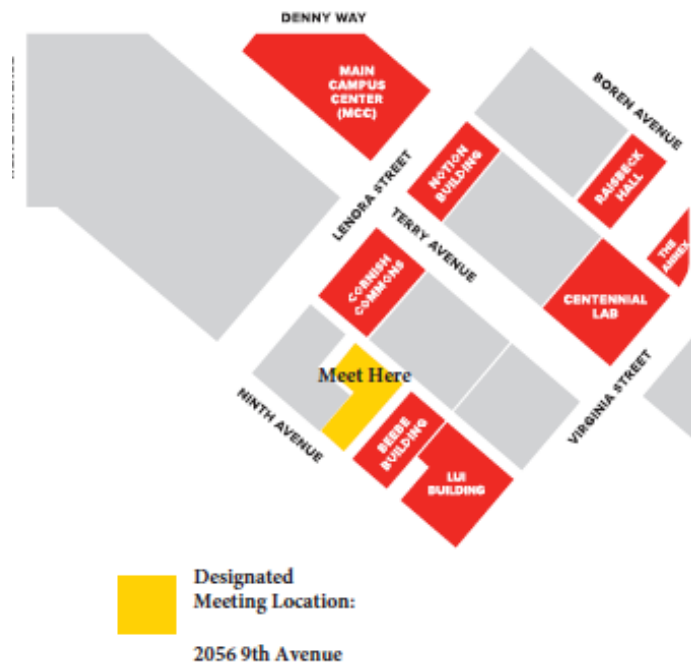 DENNY WAY
MAIN
CAMPUS
CENTER
(MCC)
BOREN AVENUE
NOTION
BUILDING
RAISBECK
HALL
LENORA STREET
TERRY AVENUE
THE
ANNEX
CORNISH
COMMONS
CENTENNIAL
LAB
Meet Here
NINTH AVENUE
VIRGINIA STREET
BEEBE
BUILDING
LUI
BUILDING
Designated
Meeting Location:
2056 9th Avenue